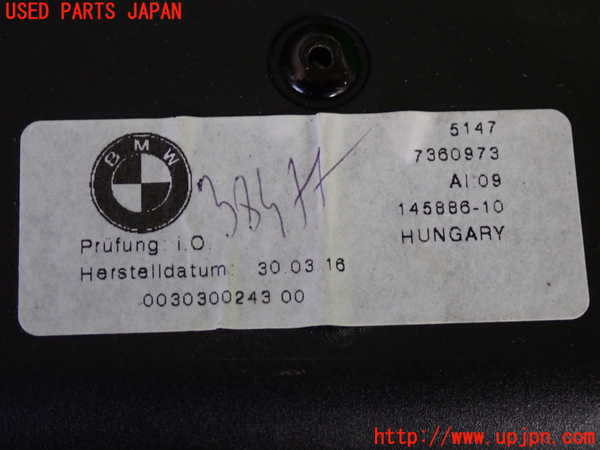 USED PARTS JAPAN
BMW
5147
7360973
AI:09
145886-10
HUNGARY
Prüfung: i.O.
Herstelldatum: 30.03.16
0030300243 00
http://www.upjpn.com/